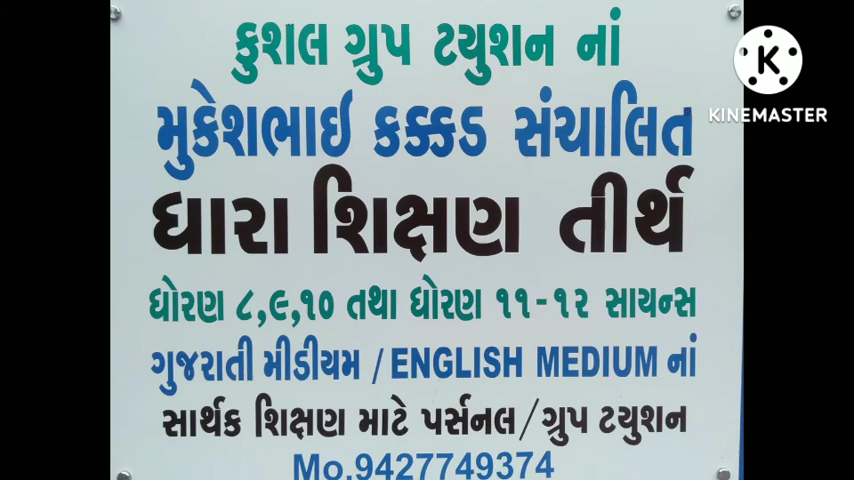 કુશલ ગ્રુપ ટયુશન નાં
મુકેશભાઇ કક્કડ સંચાલિત
ધારા શિક્ષણ તીર્થ
ધોરણ ૮,૯,૧૦ તથા ધોરણ ૧૧-૧૨ સાયન્સ
ગુજરાતી મીડીયમ /ENGLISH MEDIUM નાં
સાર્થક શિક્ષણ માટે પર્સનલ/ગ્રુપ ટયુશન
Mo.9427749374
K
KINEMASTER